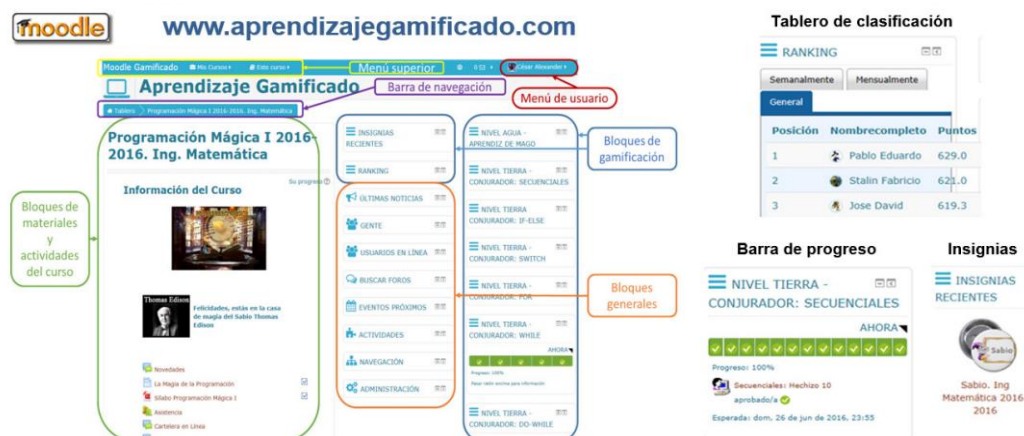 moodle
www.aprendizajegamificado.com
Moodle Gamificado
Mis Cursos
Este curso
Menú superior
César Alexander
Menú de usuario
Aprendizaje Gamificado
Barra de navegación
Tablero
Programación Mágica I 2016-2016. Ing. Matemática
Programación Mágica I 2016-
2016. Ing. Matemática
Su progreso
Información del Curso
Bloques de
materiales
y
actividades
del curso
Thomas Edison
Felicidades, estás en la casa
de magia del Sabio Thomas
Edison
Novedades
La Magia de la Programación
Sílabo Programación Mágica I
Asistencia
Cartelera en Línea
INSIGNIAS
RECIENTES
RANKING
ÚLTIMAS NOTICIAS
GENTE
USUARIOS EN LÍNEA
BUSCAR FOROS
EVENTOS PRÓXIMOS
ACTIVIDADES
NAVEGACIÓN
ADMINISTRACIÓN
NIVEL AGUA -
APRENDIZ DE MAGO
NIVEL TIERRA -
CONJURADOR: SECUENCIALES
NIVEL TIERRA
CONJURADOR: IF-ELSE
NIVEL TIERRA -
CONJURADOR: SWITCH
NIVEL TIERRA -
CONJURADOR: FOR
NIVEL TIERRA -
CONJURADOR: WHILE
AHORA
Progreso: 100%
Pasar ratón encima para información
NIVEL TIERRA -
CONJURADOR: DO-WHILE
Bloques de
gamificación
Bloques
generales
Tablero de clasificación
RANKING
Semanalmente
Mensualmente
General
Posición Nombrecompleto Puntos
1 Pablo Eduardo 629.0
2 Stalin Fabricio 621.0
3 Jose David 619.3
Barra de progreso
NIVEL TIERRA -
CONJURADOR: SECUENCIALES
AHORA
Progreso: 100%
Secuenciales: Hechizo 10
aprobado/a
Esperada: dom, 26 de jun de 2016, 23:55
Insignias
INSIGNIAS
RECIENTES
Sabio
Sabio. Ing
Matemática 2016
2016